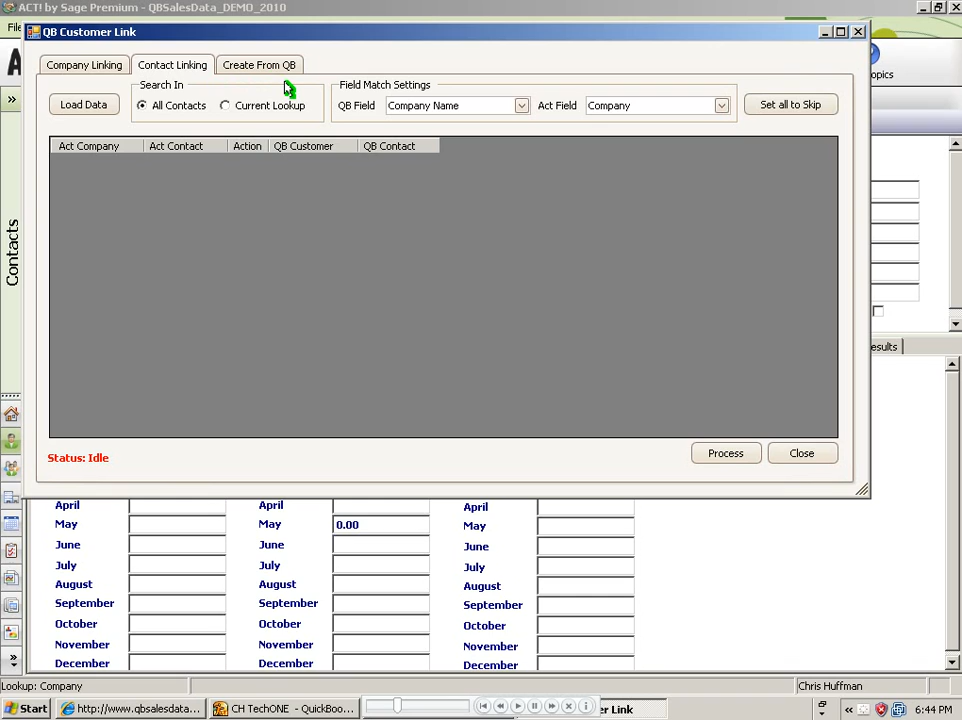 ACT! by Sage Premium - QBSalesData_DEMO_2010
Fil
QB Customer Link
Company Linking
Contact Linking
Create From QB
opics
Search In
Field Match Settings
Load Data
All Contacts
Current Lookup
QB Field
Company Name
Act Field
Company
Set all to Skip
Act Company
Act Contact
Action
QB Customer
QB Contact
Contacts
esults
Status: Idle
Process
Close
April
April
April
May
May
0.00
May
June
June
June
July
July
July
August
August
August
September
September
September
October
October
October
November
November
November
December
December
December
Lookup: Company
Chris Huffman
Start
http://www.qbsalesdata...
CH TechONE - QuickBoo...
r Link
6:44 PM